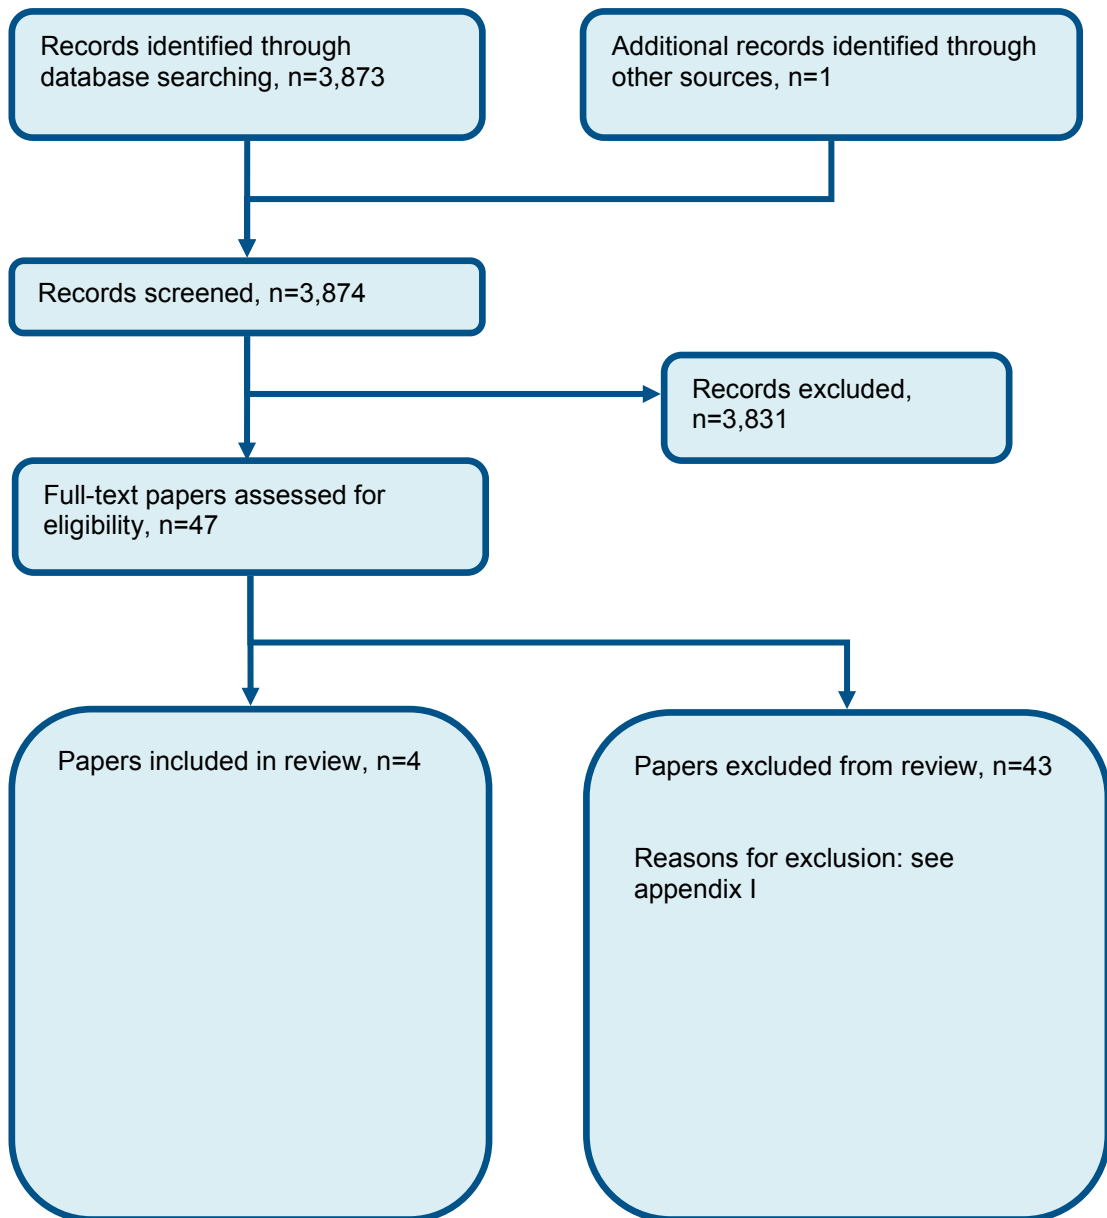 Records identified through
database searching, n=3,873
Additional records identified through
other sources, n=1
Records screened, n=3,874
Records excluded,
n=3,831
Full-text papers assessed for
eligibility, n=47
Papers included in review, n=4
Papers excluded from review, n=43
Reasons for exclusion: see
appendix I